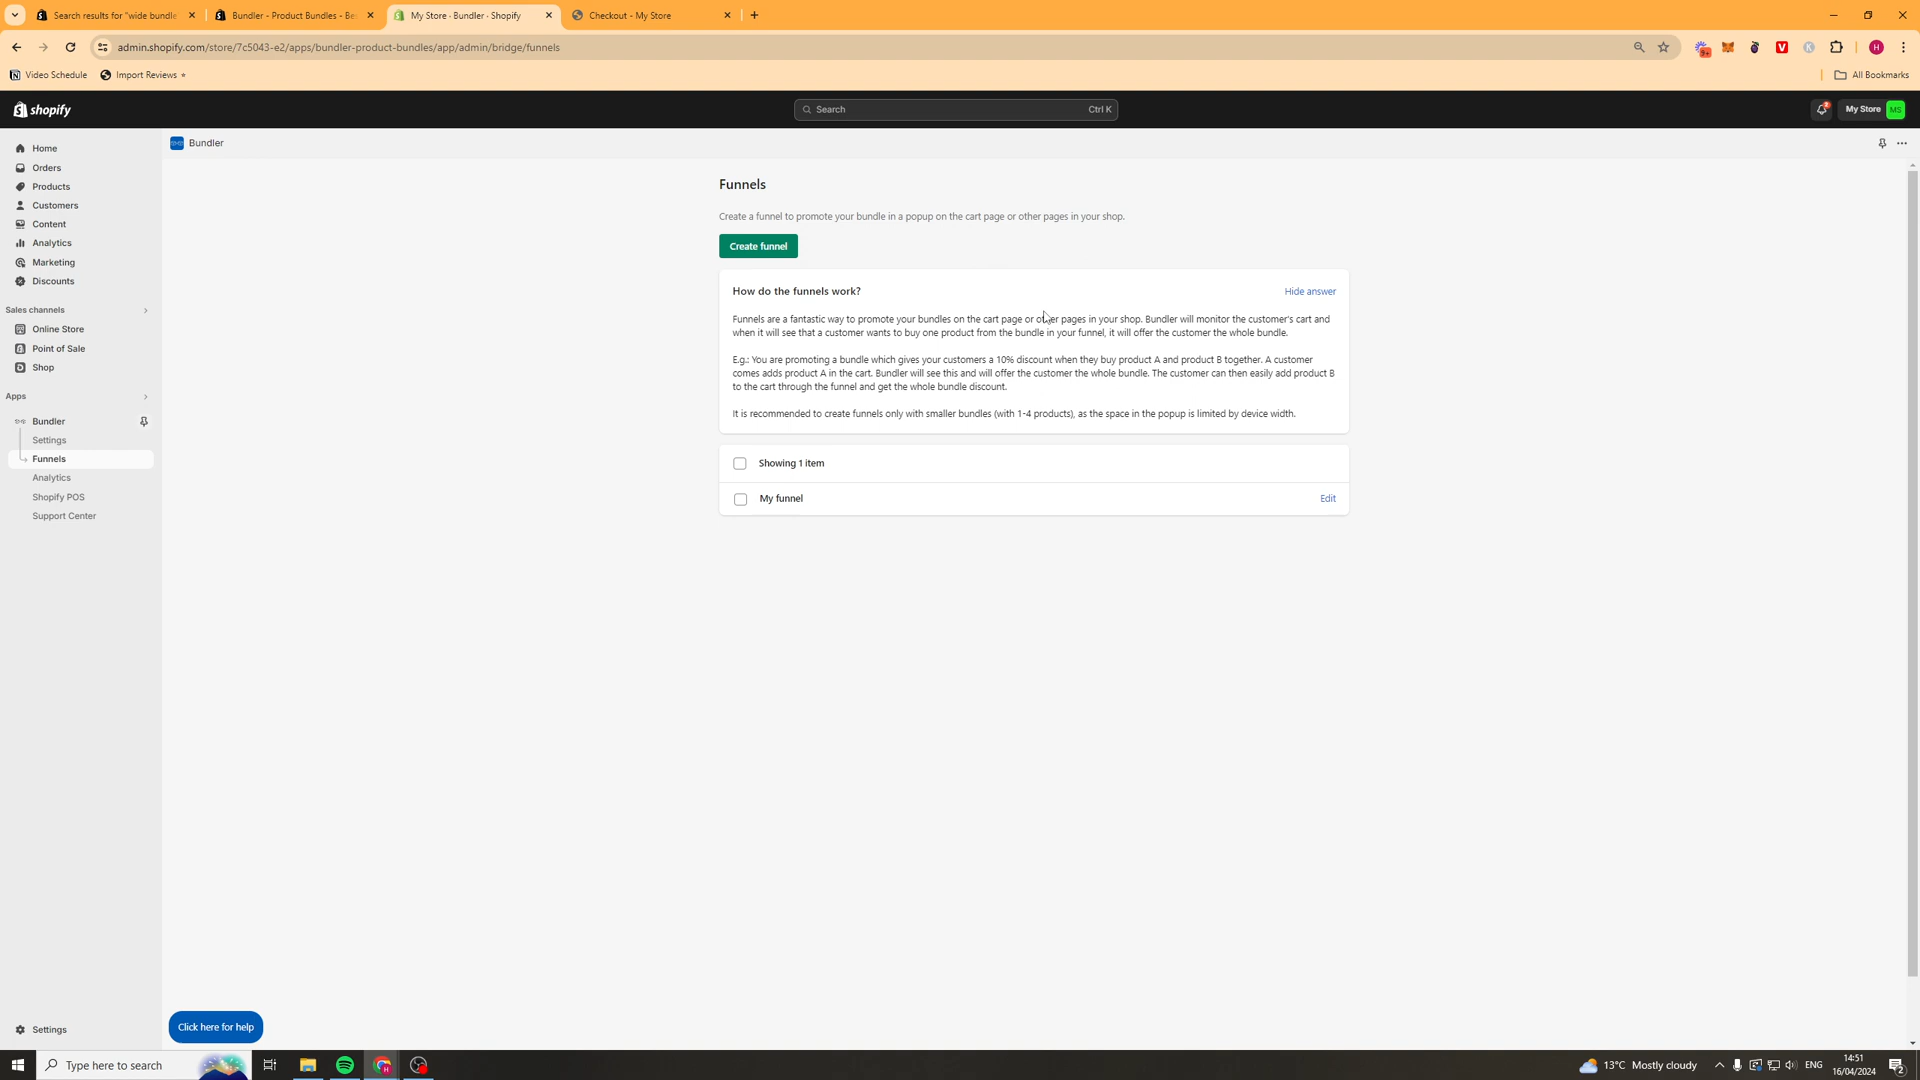 Search results for "wide bundle
Bundler - Product Bundles - Be
My Store · Bundler · Shopify
Checkout - My Store
admin.shopify.com/store/7c5043-e2/apps/bundler-product-bundles/app/admin/bridge/funnels
Video Schedule
Import Reviews
All Bookmarks
shopify
Search
Ctrl K
My Store
MS
Home
Orders
Products
Customers
Content
Analytics
Marketing
Discounts
Sales channels
Online Store
Point of Sale
Shop
Apps
Bundler
Settings
Funnels
Analytics
Shopify POS
Support Center
Settings
Bundler
Funnels
Create a funnel to promote your bundle in a popup on the cart page or other pages in your shop.
Create funnel
How do the funnels work?
Hide answer
Funnels are a fantastic way to promote your bundles on the cart page or other pages in your shop. Bundler will monitor the customer's cart and
when it will see that a customer wants to buy one product from the bundle in your funnel, it will offer the customer the whole bundle.
E.g.: You are promoting a bundle which gives your customers a 10% discount when they buy product A and product B together. A customer
comes adds product A in the cart. Bundler will see this and will offer the customer the whole bundle. The customer can then easily add product B
to the cart through the funnel and get the whole bundle discount.
It is recommended to create funnels only with smaller bundles (with 1-4 products), as the space in the popup is limited by device width.
Showing 1 item
My funnel
Edit
Click here for help
Type here to search
13°C Mostly cloudy
ENG
14:51
16/04/2024